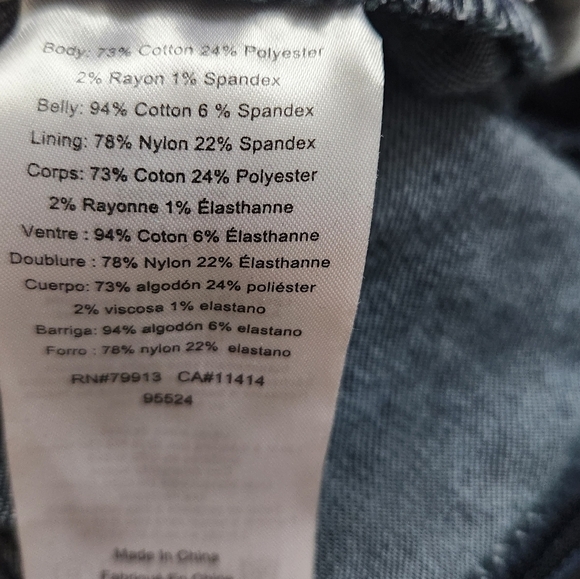 Body: 73% Cotton 24% Polyester
2% Rayon 1% Spandex
Belly: 94% Cotton 6 % Spandex
Lining: 78% Nylon 22% Spandex
Corps: 73% Coton 24% Polyester
2% Rayonne 1% Élasthanne
Ventre : 94% Coton 6% Élasthanne
Doublure : 78% Nylon 22% Élasthanne
Cuerpo: 73% algodón 24% poliéster
2% viscosa 1% elastano
Barriga: 94% algodón 6% elastano
Forro : 78% nylon 22% elastano
RN#79913 CA#11414
95524
Made In China
Fabriqué En Chine